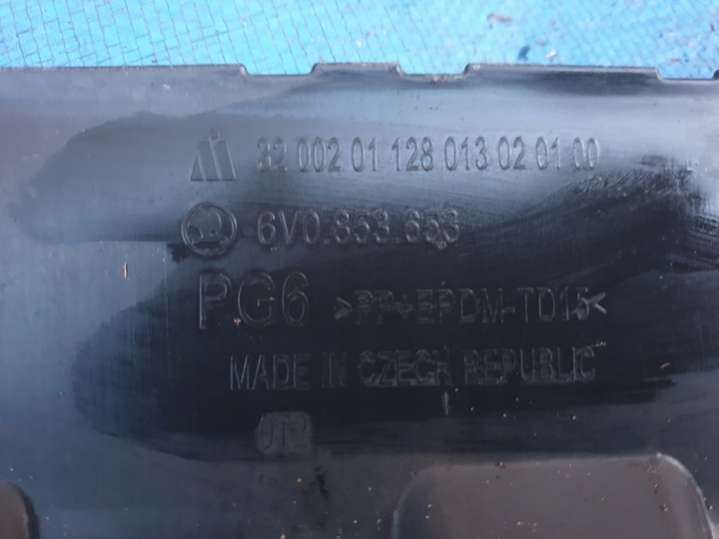 32 002 01 128 013 02 01 00
6V0.853.653
PG6 >PP+EPDM-TD15<
MADE IN CZECH REPUBLIC